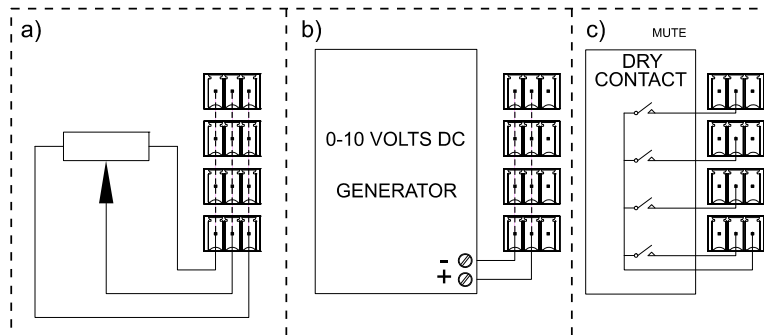 a)
b)
0-10 VOLTS DC
GENERATOR
-
+
c)
MUTE
DRY
CONTACT